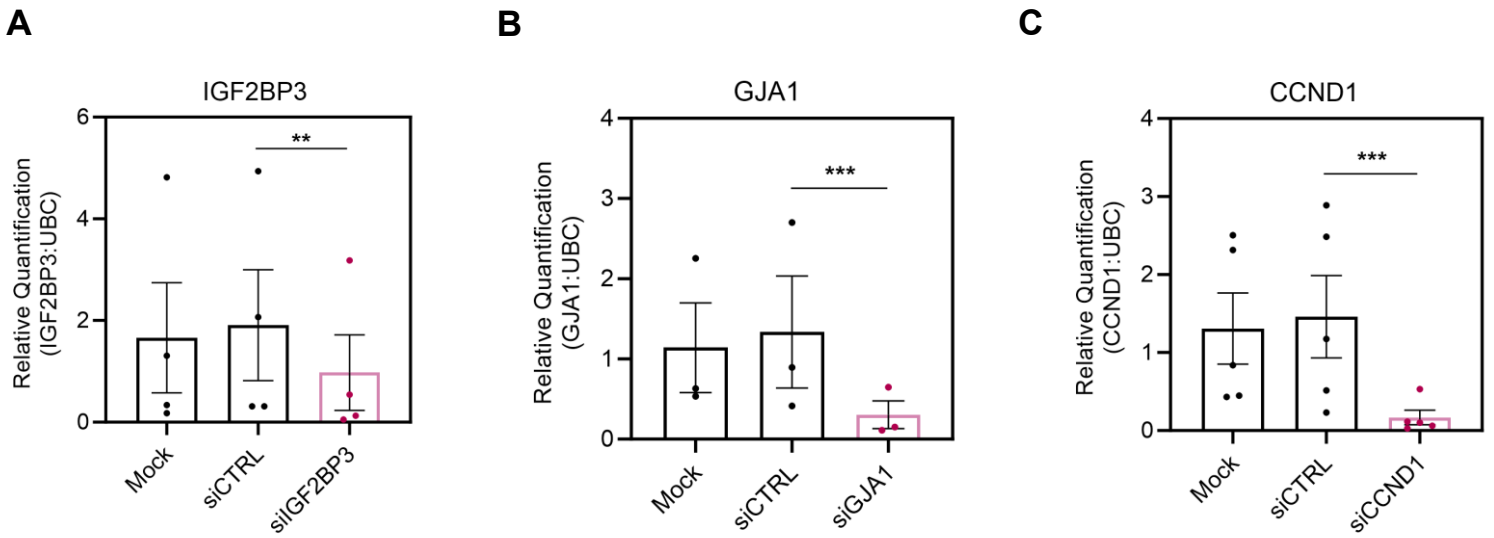 A
IGF2BP3
Relative Quantification
(IGF2BP3:UBC)
6
4
2
0
**
Mock
siCTRL
siIGF2BP3
B
GJA1
Relative Quantification
(GJA1:UBC)
4
3
2
1
0
***
Mock
siCTRL
siGJA1
C
CCND1
Relative Quantification
(CCND1:UBC)
4
3
2
1
0
***
Mock
siCTRL
siCCND1